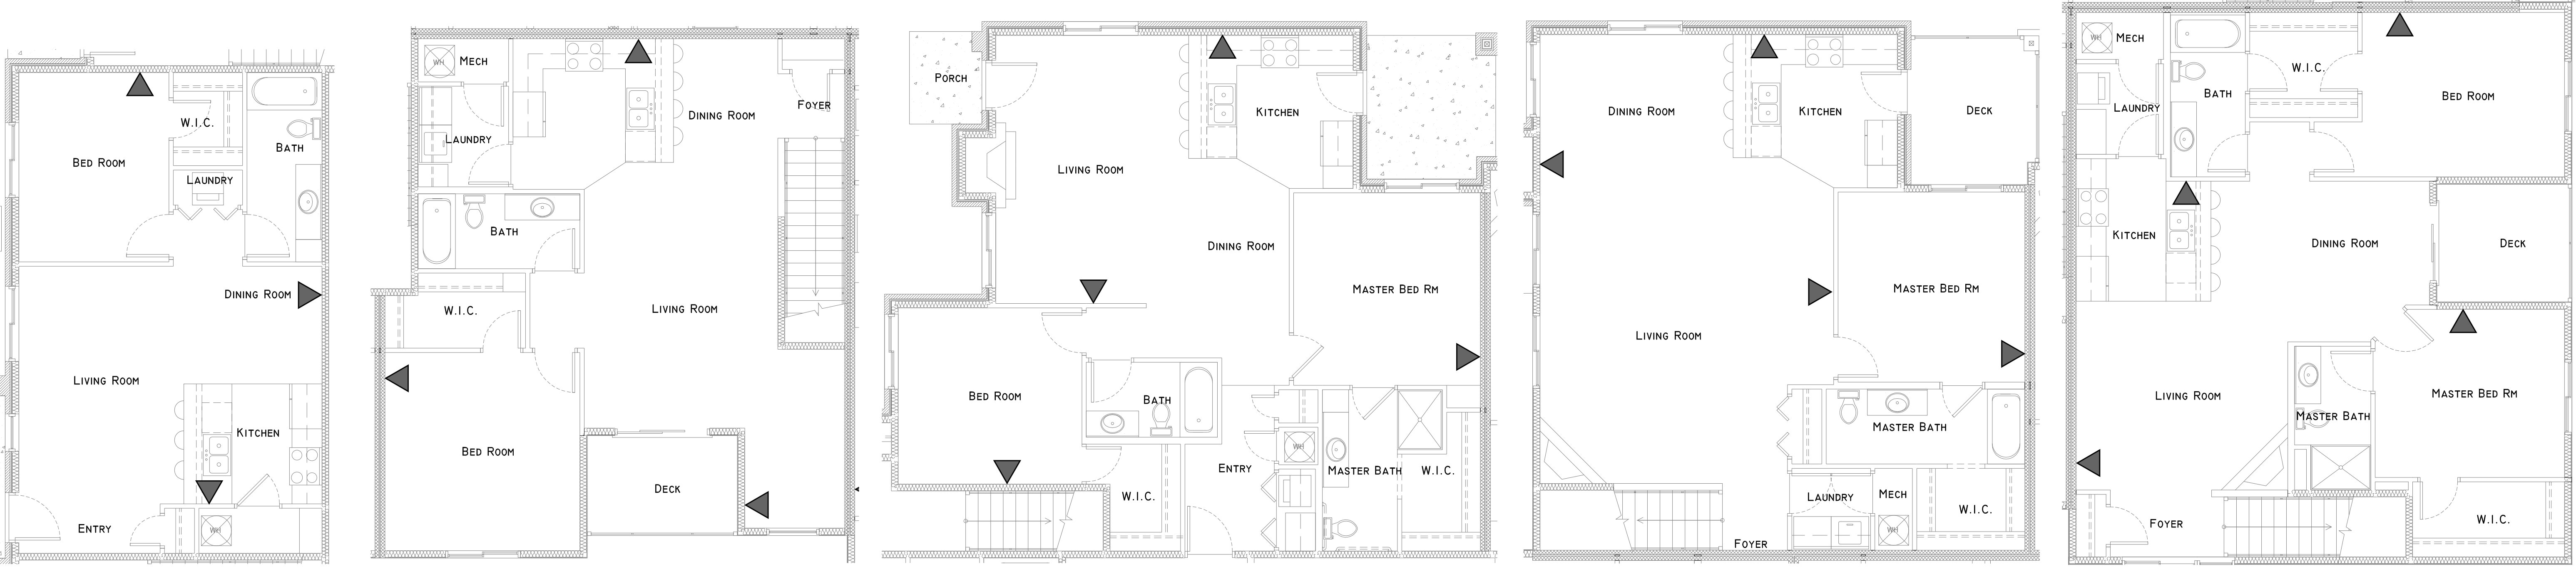 Bed Room
W.I.C.
Bath
Laundry
Dining Room
Living Room
Kitchen
Entry
WH
WH
Mech
Laundry
Dining Room
Foyer
Bath
W.I.C.
Living Room
Bed Room
Deck
Porch
Kitchen
Living Room
Dining Room
Master Bed Rm
Bed Room
Bath
WH
Entry
Master Bath
W.I.C.
W.I.C.
Dining Room
Kitchen
Deck
Master Bed Rm
Living Room
Master Bath
Laundry
Mech
W.I.C.
WH
Foyer
WH
Mech
W.I.C.
Bath
Bed Room
Laundry
Kitchen
Dining Room
Deck
Living Room
Master Bed Rm
Master Bath
Foyer
W.I.C.